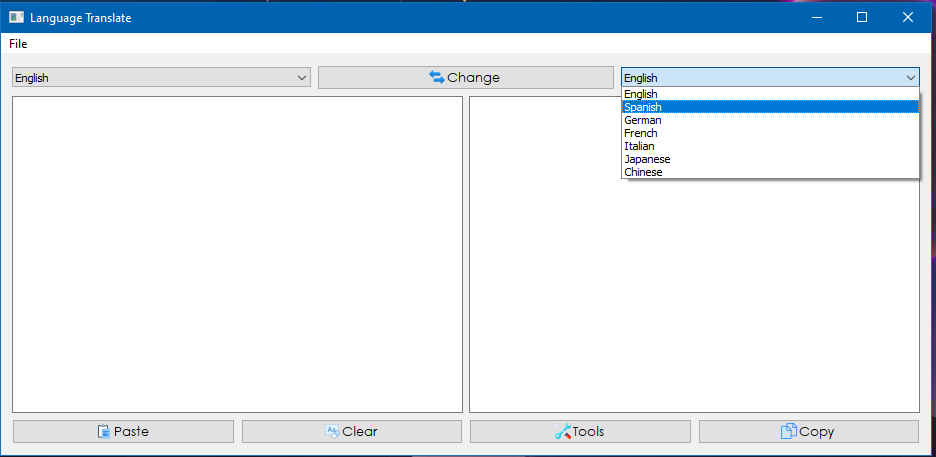 Language Translate
File
English
Change
English
English
Spanish
German
French
Italian
Japanese
Chinese
Paste
Clear
Tools
Copy